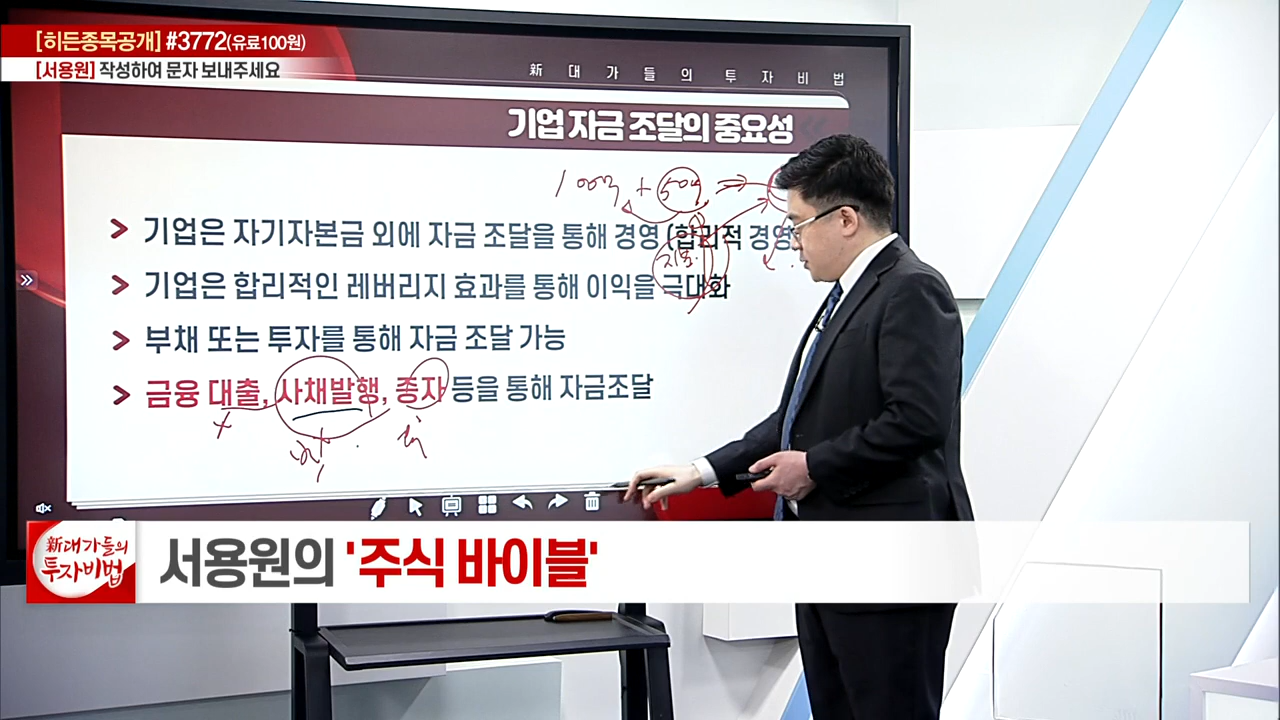 [히든종목공개] #3772(유료100원)
[서용원] 작성하여 문자 보내주세요
新 대가들의 투자비법
기업 자금 조달의 중요성
100억 + 50억
기업은 자기자본금 외에 자금 조달을 통해 경영 (합리적 경영
기업은 합리적인 레버리지 효과를 통해 이익을 극대화
부채 또는 투자를 통해 자금 조달 가능
금융 대출, 사채발행, 증자 등을 통해 자금조달
新대가들의
투자비법
서용원의 '주식 바이블'